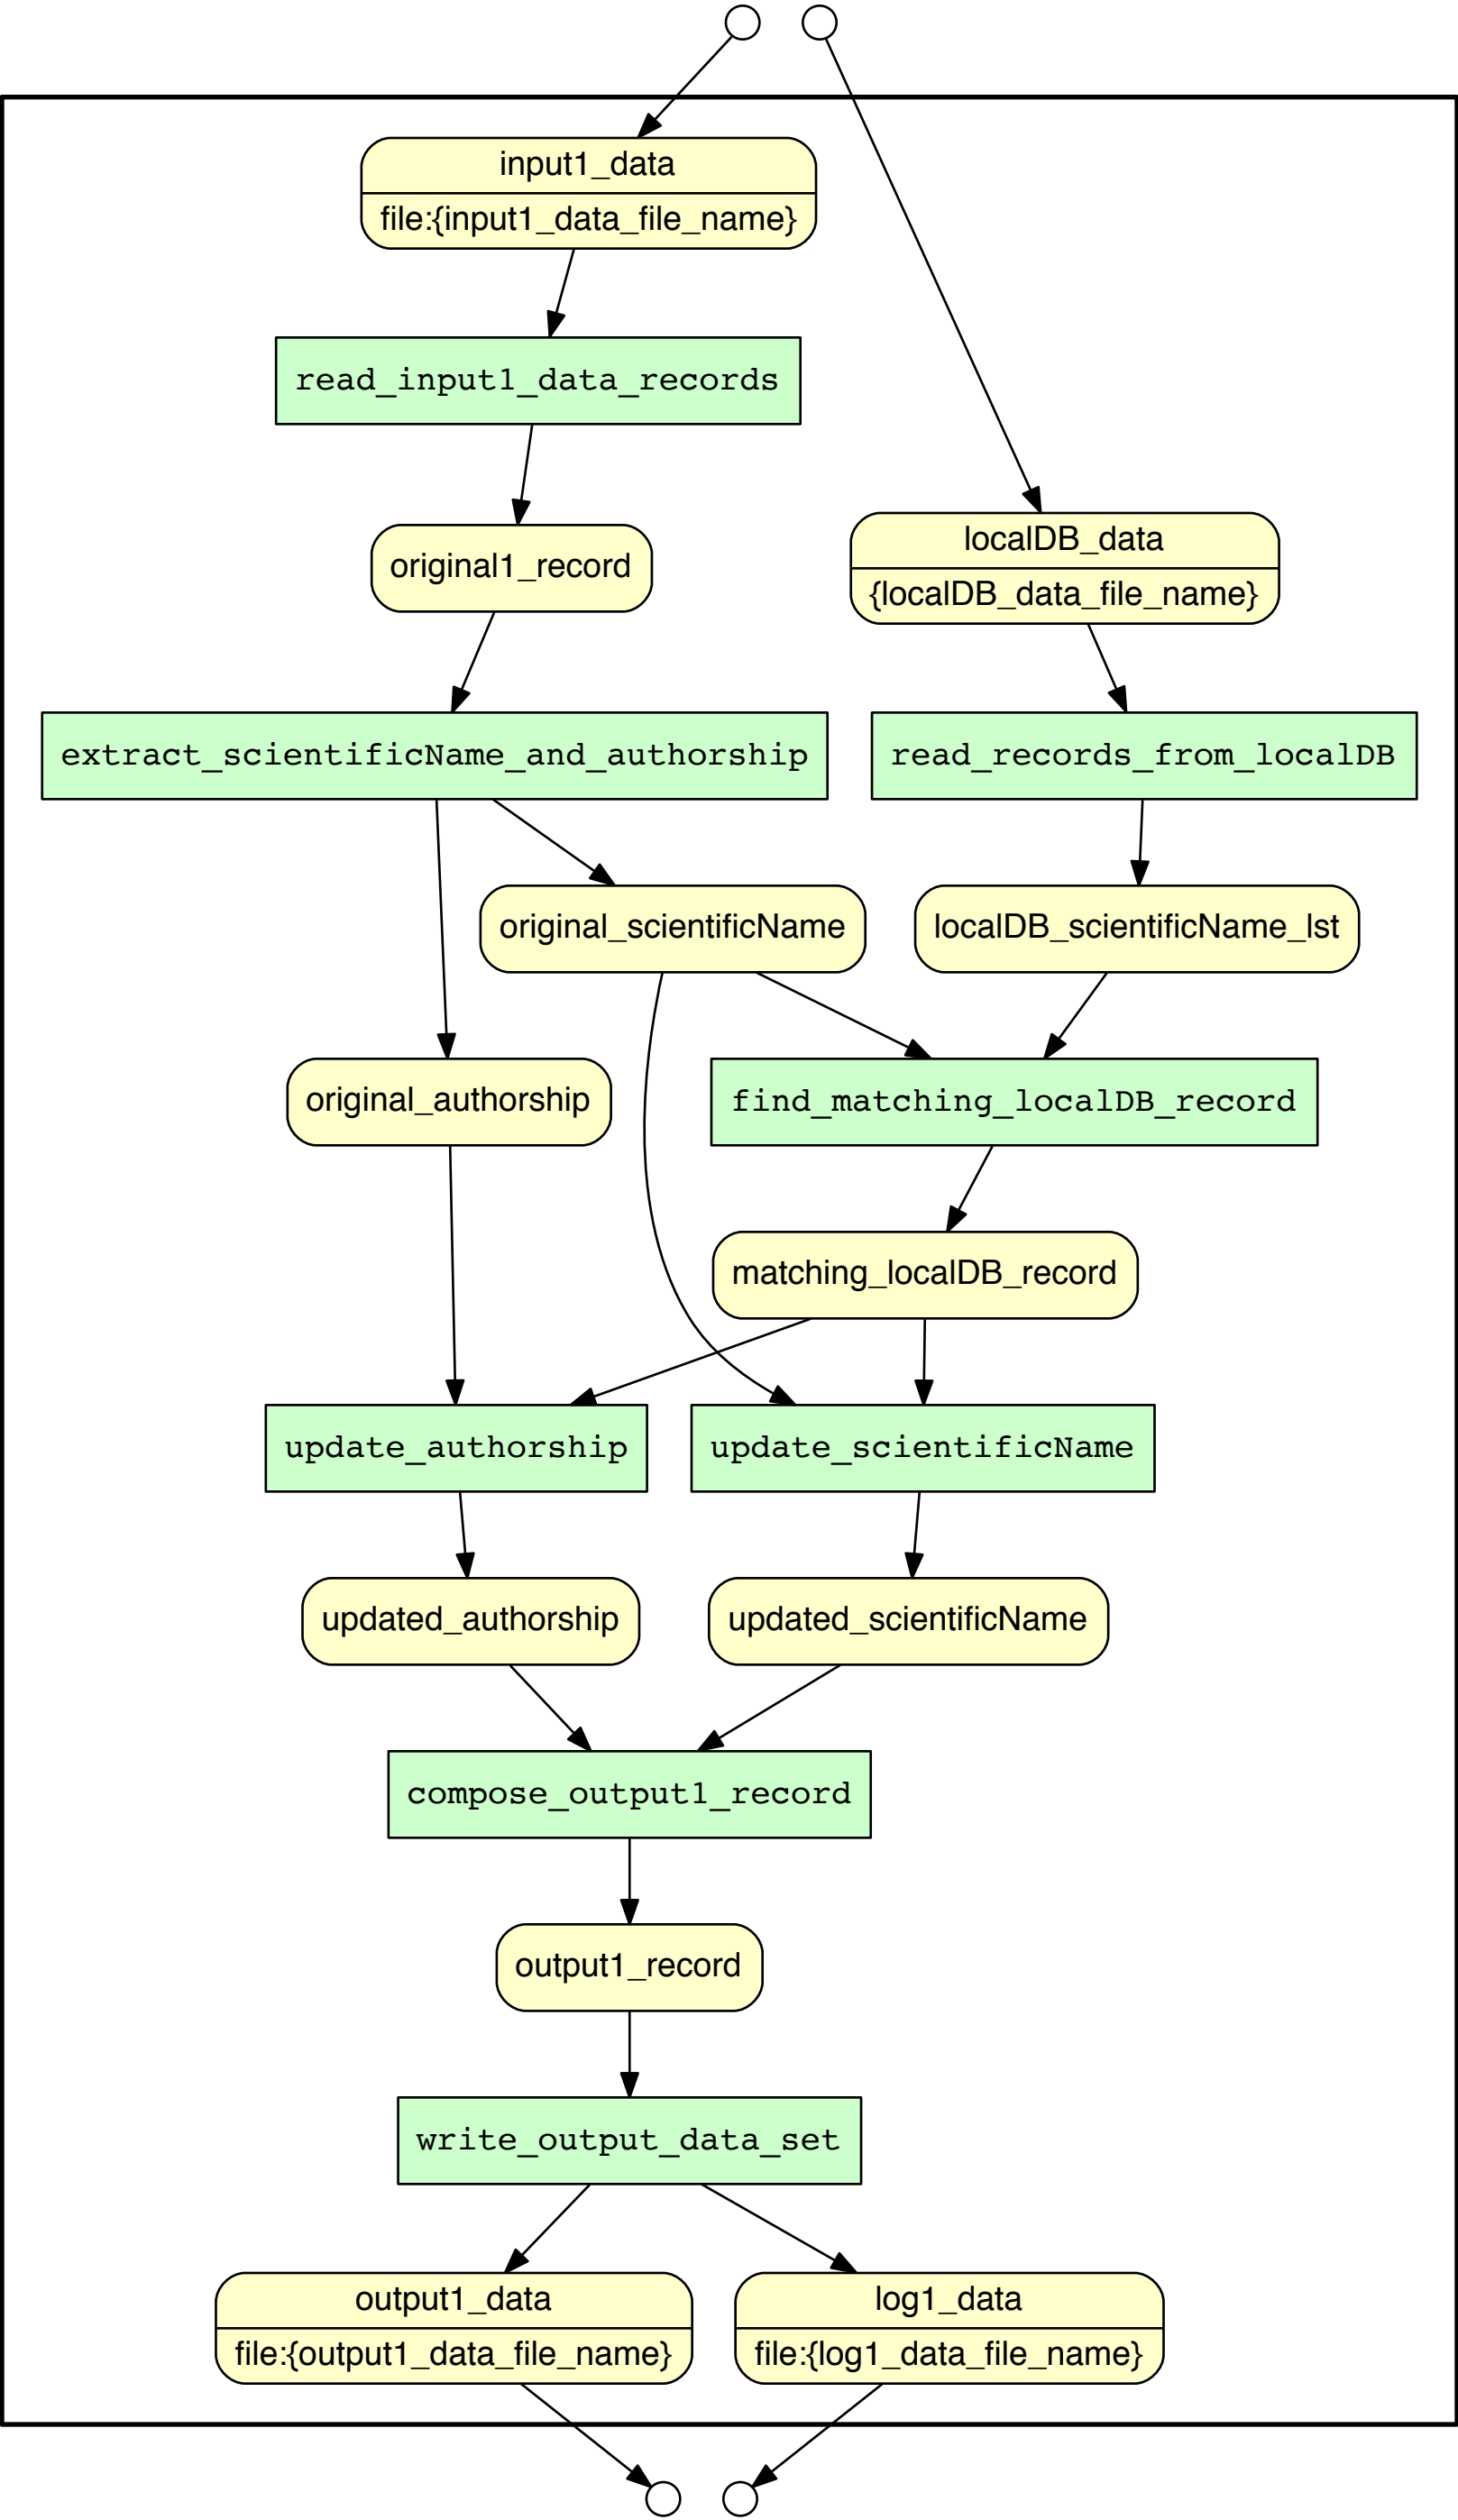 input1_data
file:{input1_data_file_name}
read_input1_data_records
original1_record
localDB_data
{localDB_data_file_name}
extract_scientificName_and_authorship
read_records_from_localDB
original_scientificName
localDB_scientificName_lst
original_authorship
find_matching_localDB_record
matching_localDB_record
update_authorship
update_scientificName
updated_authorship
updated_scientificName
compose_output1_record
output1_record
write_output_data_set
output1_data
file:{output1_data_file_name}
log1_data
file:{log1_data_file_name}